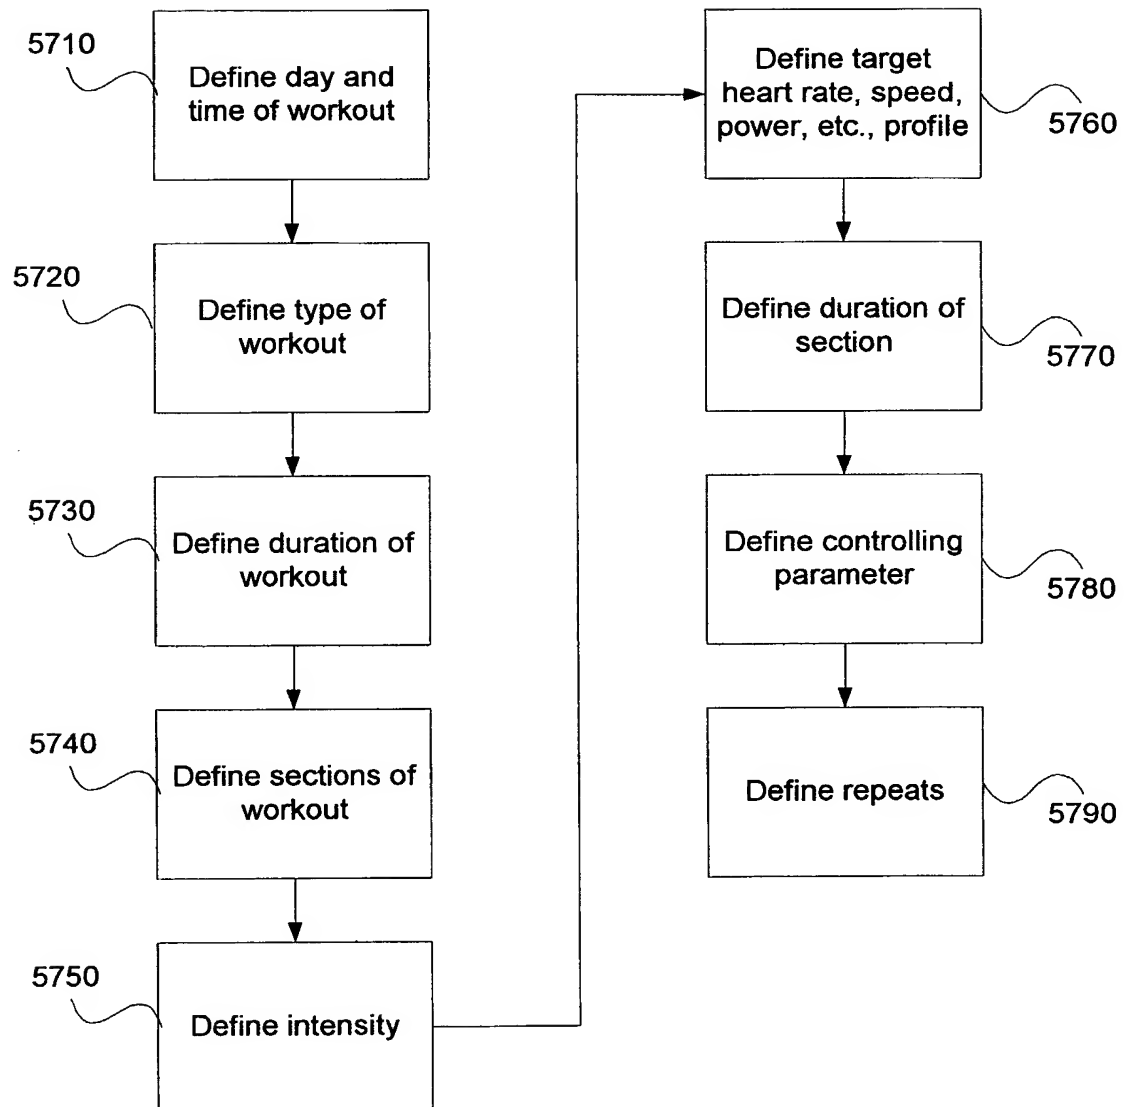 5710
Define day and
time of workout
5720
Define type of
workout
5730
Define duration of
workout
5740
Define sections of
workout
5750
Define intensity
Define target
heart rate, speed,
power, etc., profile
5760
Define duration of
section
5770
Define controlling
parameter
5780
Define repeats
5790